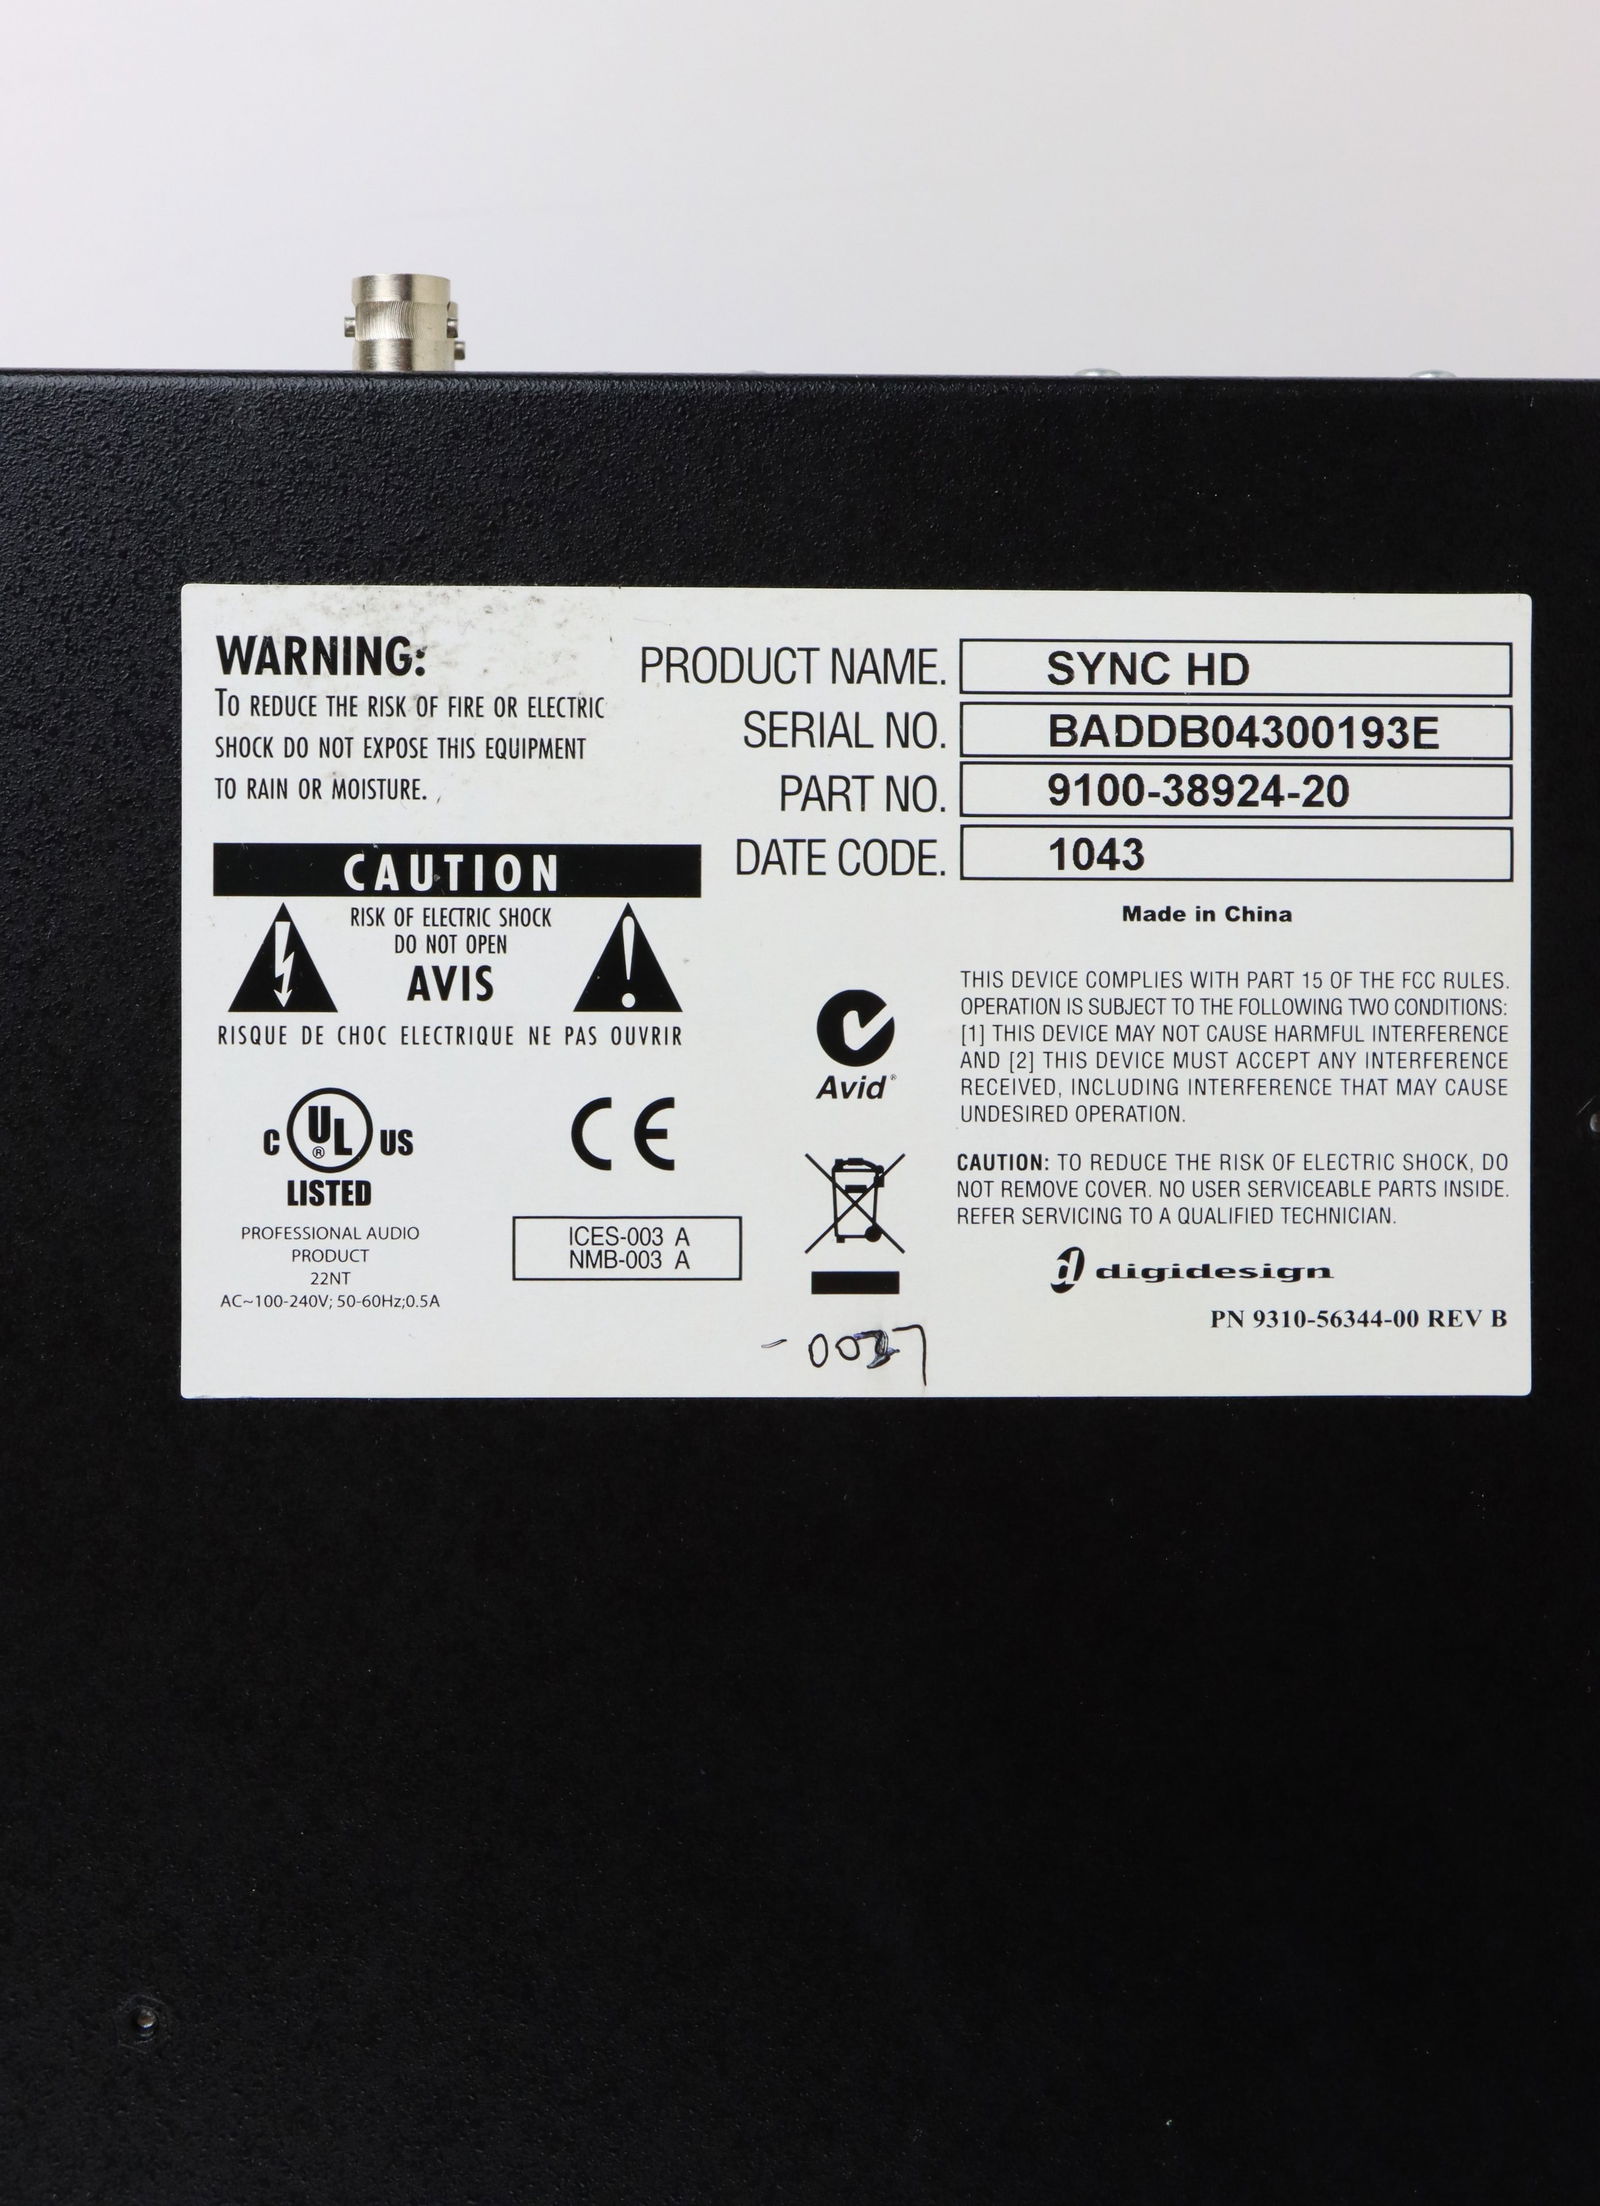 WARNING:
TO REDUCE THE RISK OF FIRE OR ELECTRIC
SHOCK DO NOT EXPOSE THIS EQUIPMENT
TO RAIN OR MOISTURE.
CAUTION
RISK OF ELECTRIC SHOCK
DO NOT OPEN
AVIS
RISQUE DE CHOC ELECTRIQUE NE PAS OUVRIR
C UL ® US
LISTED
PROFESSIONAL AUDIO
PRODUCT
22NT
AC~100-240V; 50-60Hz;0.5A
CE
ICES-003 A
NMB-003 A
PRODUCT NAME. SYNC HD
SERIAL NO. BADDB04300193E
PART NO. 9100-38924-20
DATE CODE. 1043
Made in China
Avid®
THIS DEVICE COMPLIES WITH PART 15 OF THE FCC RULES.
OPERATION IS SUBJECT TO THE FOLLOWING TWO CONDITIONS:
[1] THIS DEVICE MAY NOT CAUSE HARMFUL INTERFERENCE
AND [2] THIS DEVICE MUST ACCEPT ANY INTERFERENCE
RECEIVED, INCLUDING INTERFERENCE THAT MAY CAUSE
UNDESIRED OPERATION.
CAUTION: TO REDUCE THE RISK OF ELECTRIC SHOCK, DO
NOT REMOVE COVER. NO USER SERVICEABLE PARTS INSIDE.
REFER SERVICING TO A QUALIFIED TECHNICIAN.
digidesign
PN 9310-56344-00 REV B